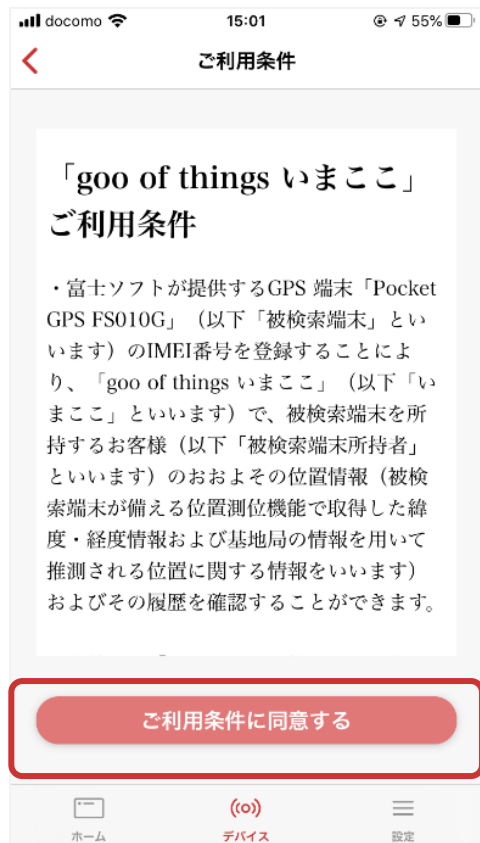 docomo 15:01 55%
ご利用条件
「goo of things いまここ」
ご利用条件
・富士ソフトが提供するGPS 端末「Pocket
GPS FS010G」（以下「被検索端末」とい
います）のIMEI番号を登録することによ
り、「goo of things いまここ」（以下「い
まここ」といいます）で、被検索端末を所
持するお客様（以下「被検索端末所持者」
といいます）のおおよその位置情報（被検
索端末が備える位置測位機能で取得した緯
度・経度情報および基地局の情報を用いて
推測される位置に関する情報をいいます）
およびその履歴を確認することができます。
ご利用条件に同意する
ホーム デバイス 設定